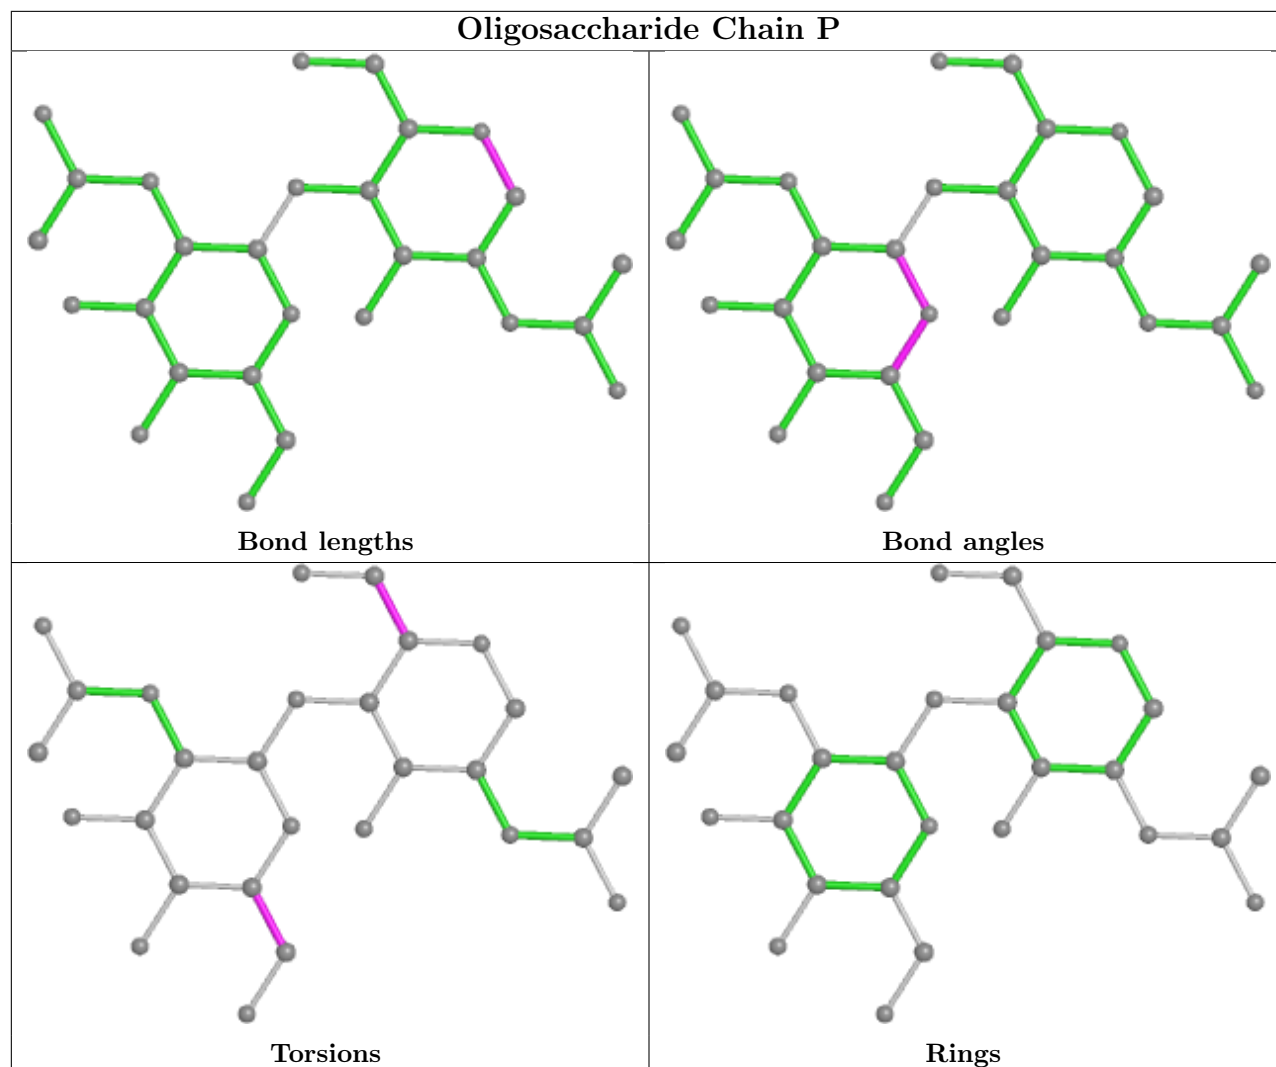 Oligosaccharide Chain P
Bond lengths
Bond angles
Torsions
Rings